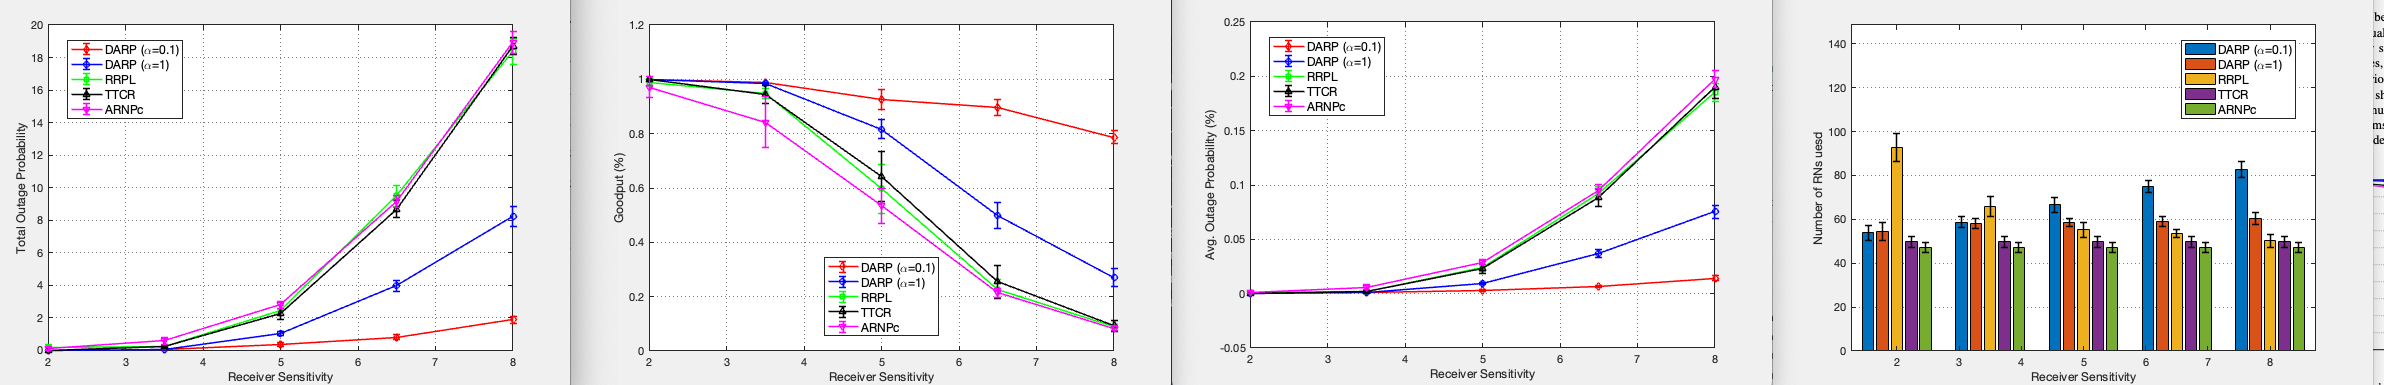 20
18
16
14
12
10
8
6
4
2
0
Total Outage Probability
DARP (α=0.1)
DARP (α=1)
RRPL
TTCR
ARNPc
2 3 4 5 6 7 8
Receiver Sensitivity
1.2
1
0.8
0.6
0.4
0.2
0
Goodput (%)
DARP (α=0.1)
DARP (α=1)
RRPL
TTCR
ARNPc
2 3 4 5 6 7 8
Receiver Sensitivity
0.25
0.2
0.15
0.1
0.05
0
-0.05
Avg. Outage Probability (%)
DARP (α=0.1)
DARP (α=1)
RRPL
TTCR
ARNPc
2 3 4 5 6 7 8
Receiver Sensitivity
140
120
100
80
60
40
20
0
Number of RNs uesd
DARP (α=0.1)
DARP (α=1)
RRPL
TTCR
ARNPc
2 3 4 5 6 7 8
Receiver Sensitivity